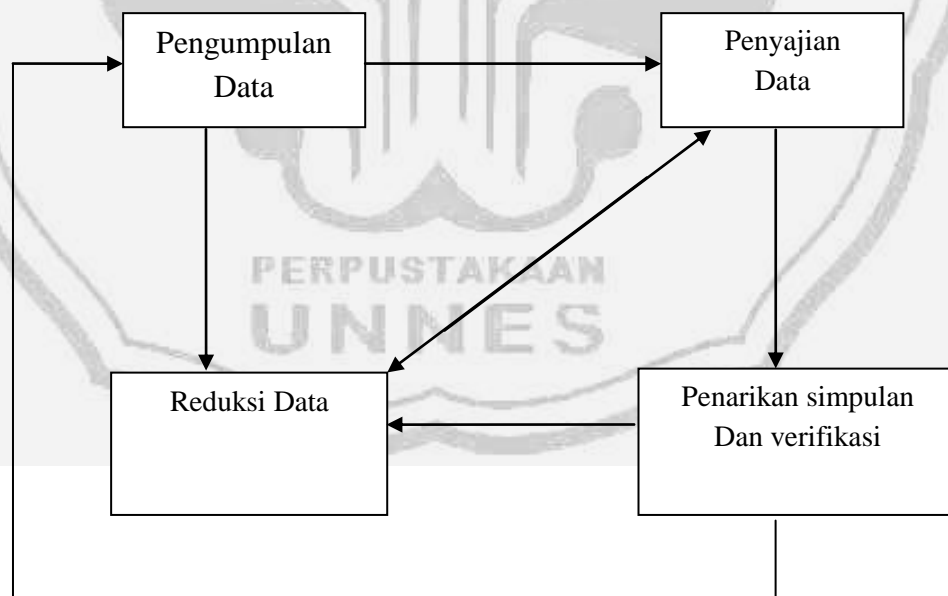 Pengumpulan
Data
Penyajian
Data
PERPUSTAKAAN
UNNES
Reduksi Data
Penarikan simpulan
Dan verifikasi